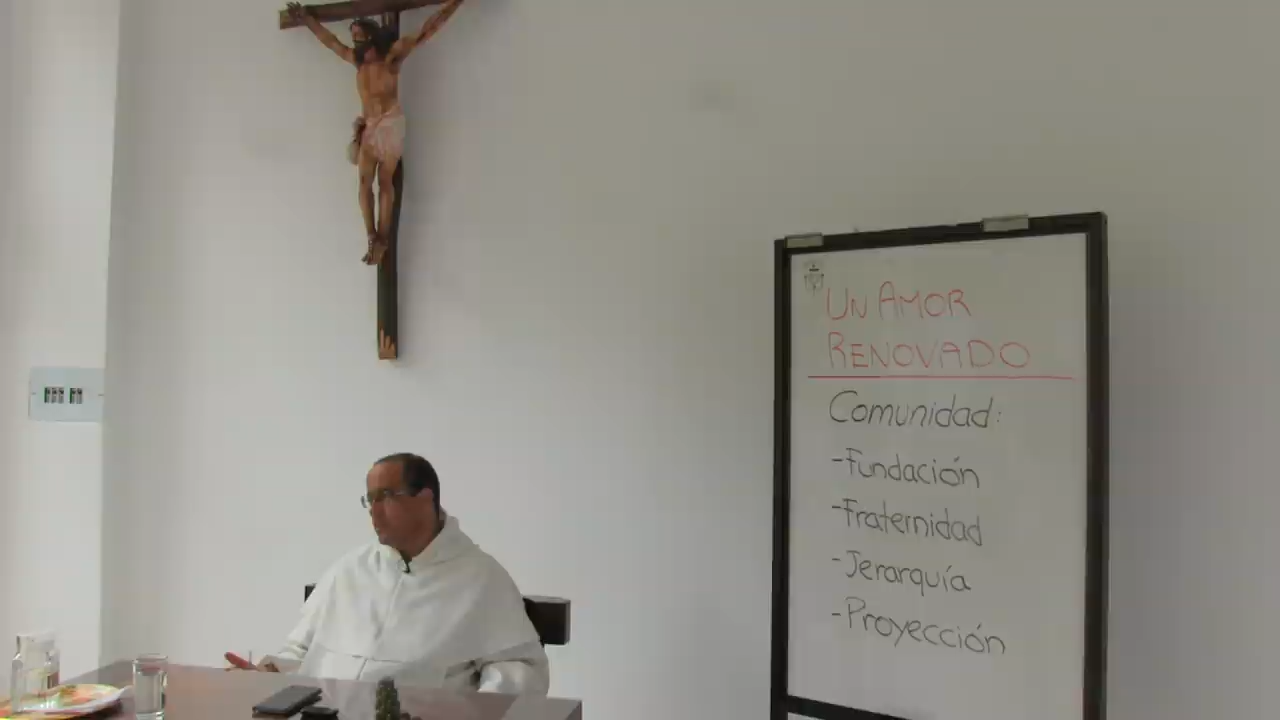 UN AMOR
RENOVADO
Comunidad:
-Fundación
-Fraternidad
-Jerarquía
-Proyección